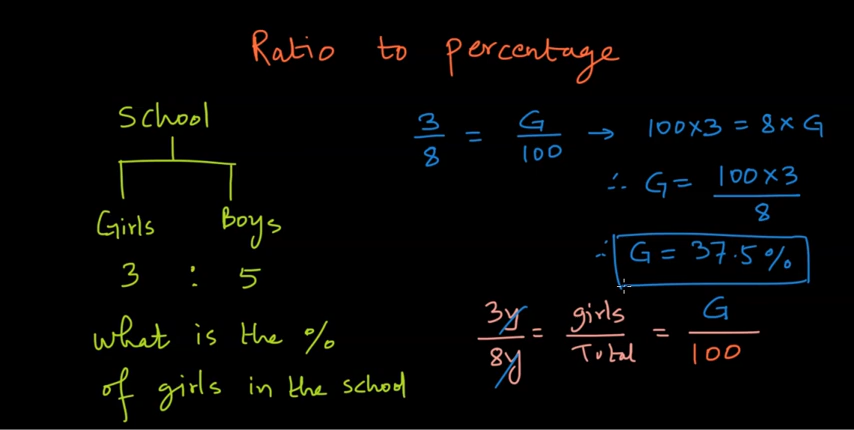 Ratio to percentage
School
Girls Boys
3 : 5
what is the %
of girls in the school
3/8 = G/100 → 100×3 = 8×G
∴ G = 100×3/8
∴ G = 37.5%
3y/8y = girls/Total = G/100